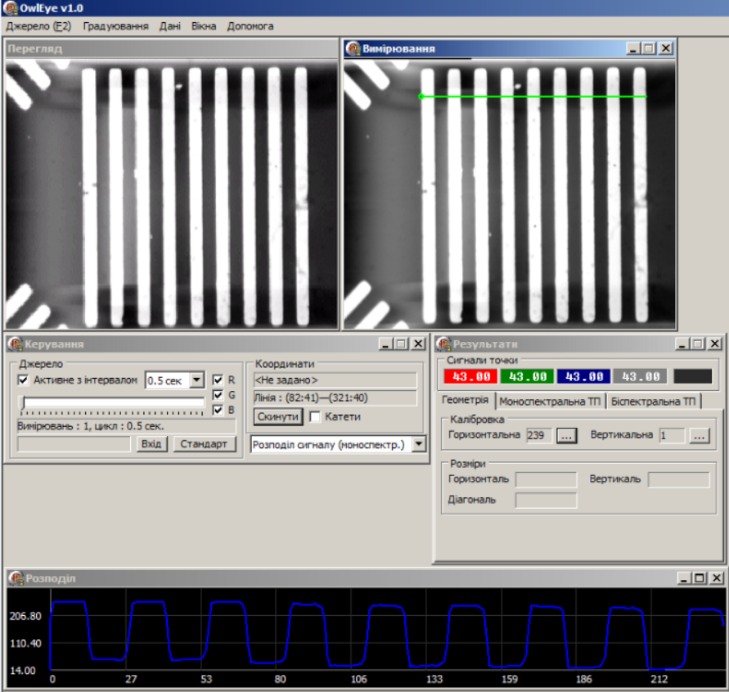 OwlEye v1.0
Джерело (F2) Градуювання Дані Вікна Допомога
Перегляд
Вимірювання
Керування
Джерело
Активне з інтервалом 0.5 сек
R
G
B
Вимірювань : 1, цикл : 0.5 сек.
Вхід Стандарт
Координати
<Не задано>
Лінія : (82:41)—(321:40)
Скинути Катети
Розподіл сигналу (моноспектр.)
Результати
Сигнали точки
43.00 43.00 43.00 43.00
Геометрія Моноспектральна ТП Біспектральна ТП
Калібровка
Горизонтальна 239 ... Вертикальна 1 ...
Розміри
Горизонталь Вертикаль
Діагональ
Розподіл
206.80
110.40
14.00
0 27 53 80 106 133 159 186 212